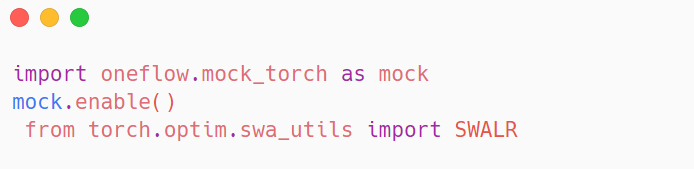 import oneflow.mock_torch as mock
mock.enable()
from torch.optim.swa_utils import SWALR